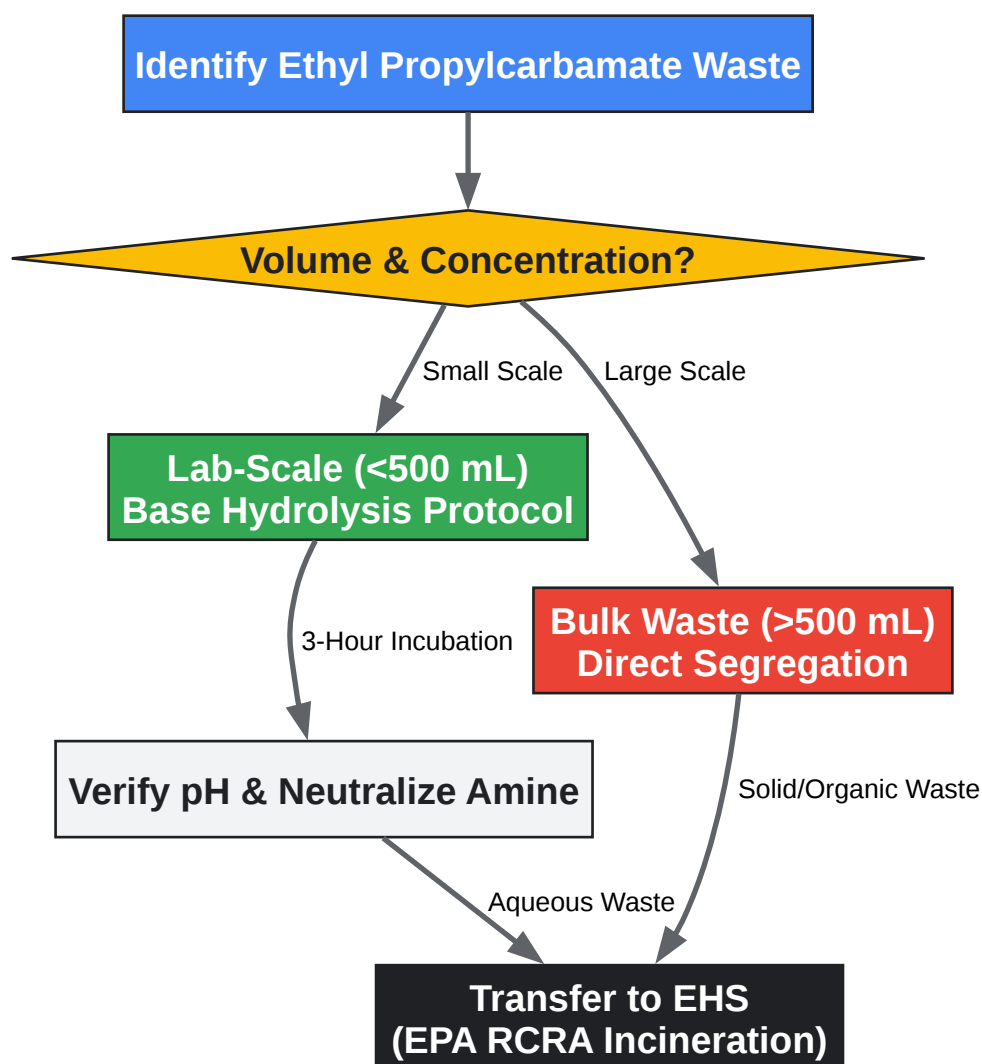 Identify Ethyl Propylcarbamate Waste
Volume & Concentration?
Small Scale
Large Scale
Lab-Scale (<500 mL)
Base Hydrolysis Protocol
Bulk Waste (>500 mL)
Direct Segregation
3-Hour Incubation
Verify pH & Neutralize Amine
Solid/Organic Waste
Aqueous Waste
Transfer to EHS
(EPA RCRA Incineration)